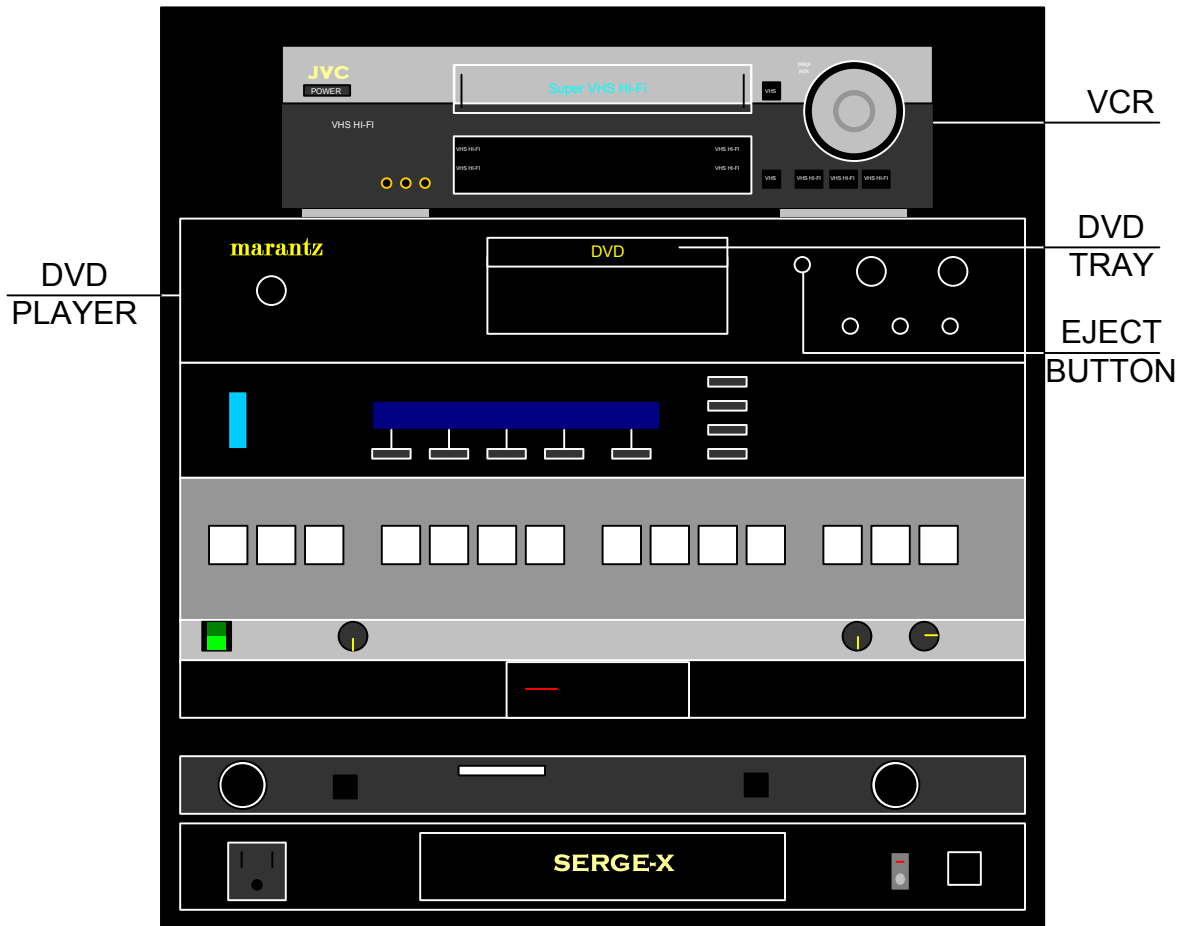 JVC
POWER
Super VHS Hi-Fi
VHS
VHS HI-FI
VHS HI-FI
VHS HI-FI
VHS HI-FI
VHS HI-FI
VHS
VHS HI-FI
VHS HI-FI
VHS HI-FI
VCR
marantz
DVD
DVD
TRAY
DVD
PLAYER
EJECT
BUTTON
SERGE-X